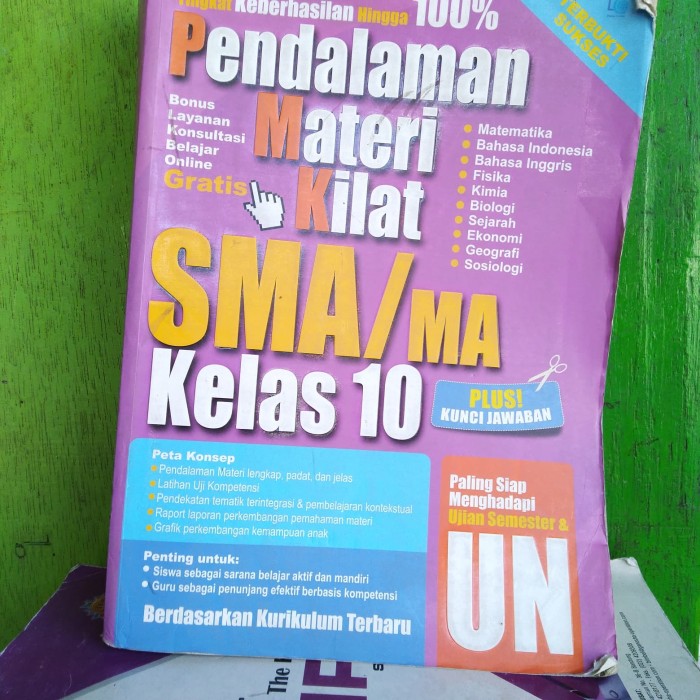 Tingkat Keberhasilan Hingga 100%
TERBUKTI
SUKSES
Pendalaman
Materi
Kilat
Bonus
Layanan
Konsultasi
Belajar
Online
Gratis
Matematika
Bahasa Indonesia
Bahasa Inggris
Fisika
Kimia
Biologi
Sejarah
Ekonomi
Geografi
Sosiologi
SMA/MA
Kelas 10
PLUS!
KUNCI JAWABAN
Peta Konsep
Pendalaman Materi lengkap, padat, dan jelas
Latihan Uji Kompetensi
Pendekatan tematik terintegrasi & pembelajaran kontekstual
Raport laporan perkembangan pemahaman materi
Grafik perkembangan kemampuan anak
Penting untuk:
Siswa sebagai sarana belajar aktif dan mandiri
Guru sebagai penunjang efektif berbasis kompetensi
Berdasarkan Kurikulum Terbaru
Paling Siap
Menghadapi
Ujian Semester &
UN
The